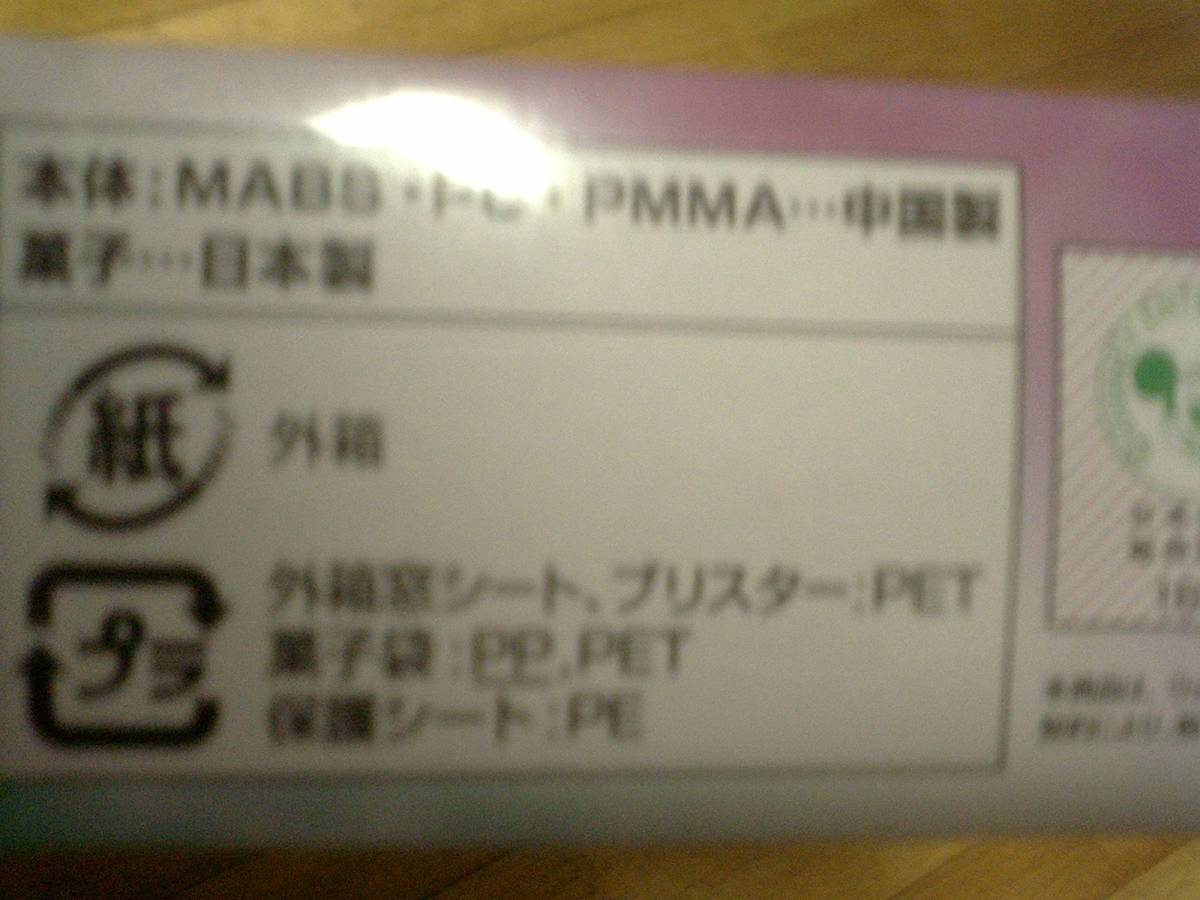 本体:MABS・PC・PMMA…中国製
菓子…日本製
紙 外箱
プラ
外箱窓シート、ブリスター:PET
菓子袋:PP,PET
保護シート:PE